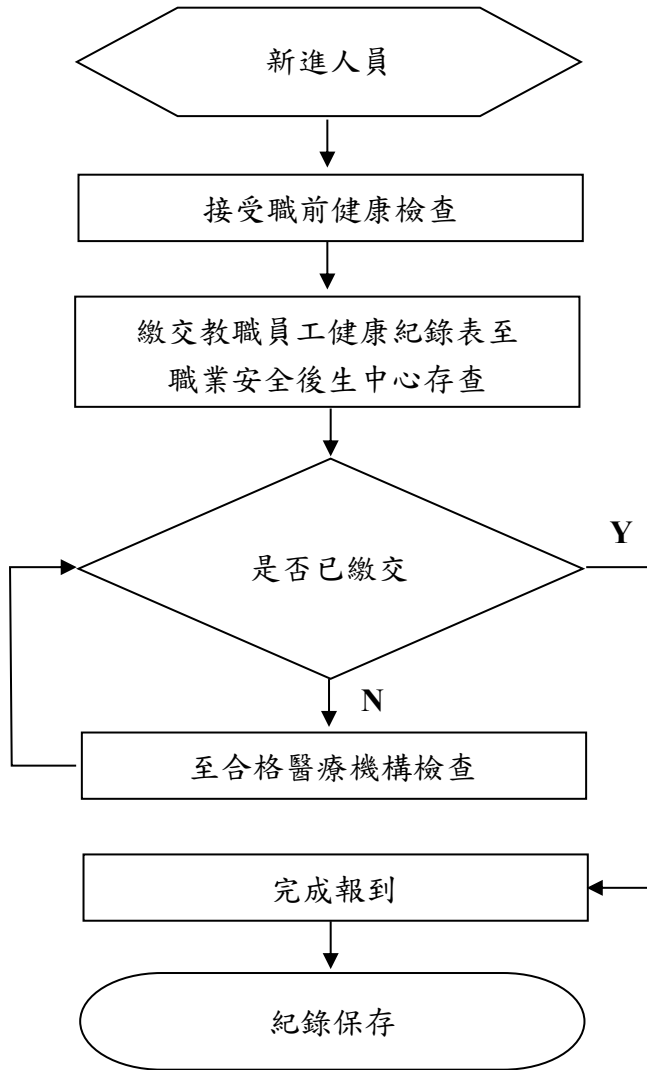 新進人員
接受職前健康檢查
繳交教職員工健康紀錄表至
職業安全後生中心存查
是否已繳交
Y
N
至合格醫療機構檢查
完成報到
紀錄保存